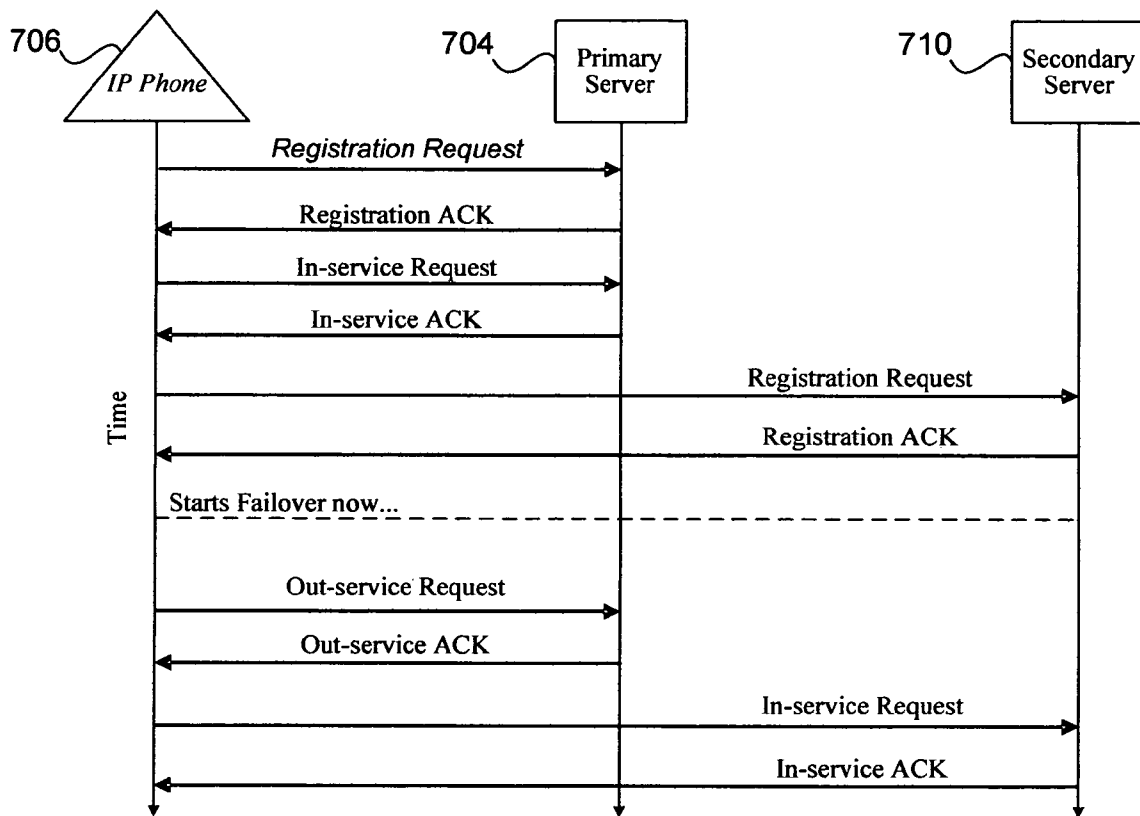 706
IP Phone
704
Primary
Server
710
Secondary
Server
Registration Request
Registration ACK
In-service Request
In-service ACK
Registration Request
Time
Registration ACK
Starts Failover now...
Out-service Request
Out-service ACK
In-service Request
In-service ACK